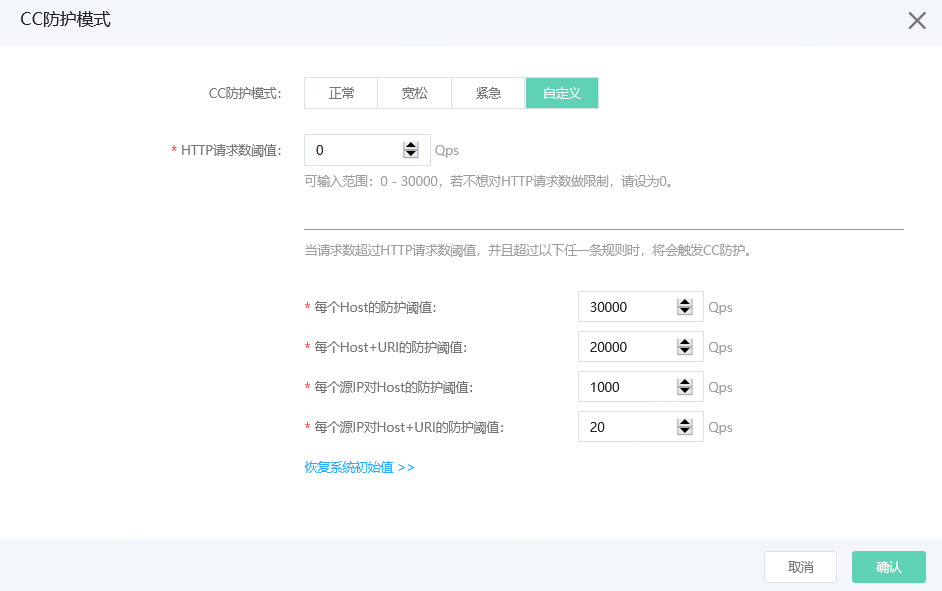 CC防护模式
CC防护模式： 正常 宽松 紧急 自定义
* HTTP请求数阈值： 0 Qps
可输入范围：0 - 30000，若不想对HTTP请求数做限制，请设为0。
当请求数超过HTTP请求数阈值，并且超过以下任一条规则时，将会触发CC防护。
* 每个Host的防护阈值： 30000 Qps
* 每个Host+URI的防护阈值： 20000 Qps
* 每个源IP对Host的防护阈值： 1000 Qps
* 每个源IP对Host+URI的防护阈值： 20 Qps
恢复系统初始值 >>
取消 确认